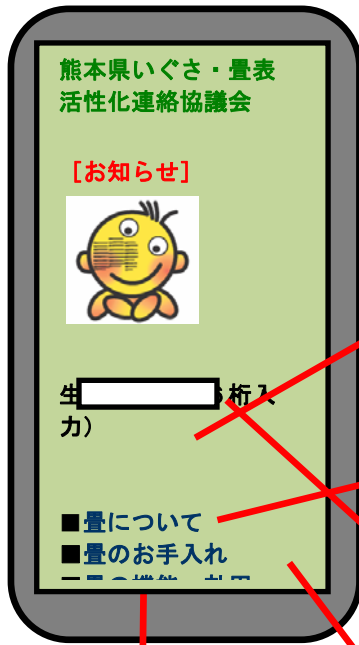 熊本県いぐさ・畳表
活性化連絡協議会
[お知らせ]
生
桁入
力）
■畳について
■畳のお手入れ